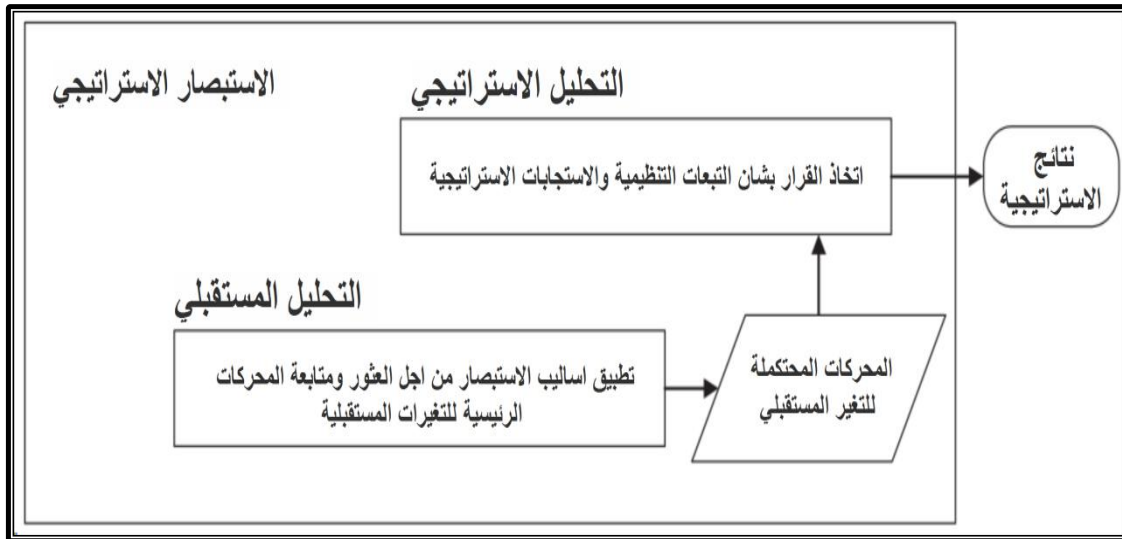 الاستبصار الاستراتيجي
التحليل الاستراتيجي
اتخاذ القرار بشان التبعات التنظيمية والاستجابات الاستراتيجية
نتائج
الاستراتيجية
التحليل المستقبلي
تطبيق اساليب الاستبصار من اجل العثور ومتابعة المحركات
الرئيسية للتغيرات المستقبلية
المحركات المحتكملة
للتغير المستقبلي